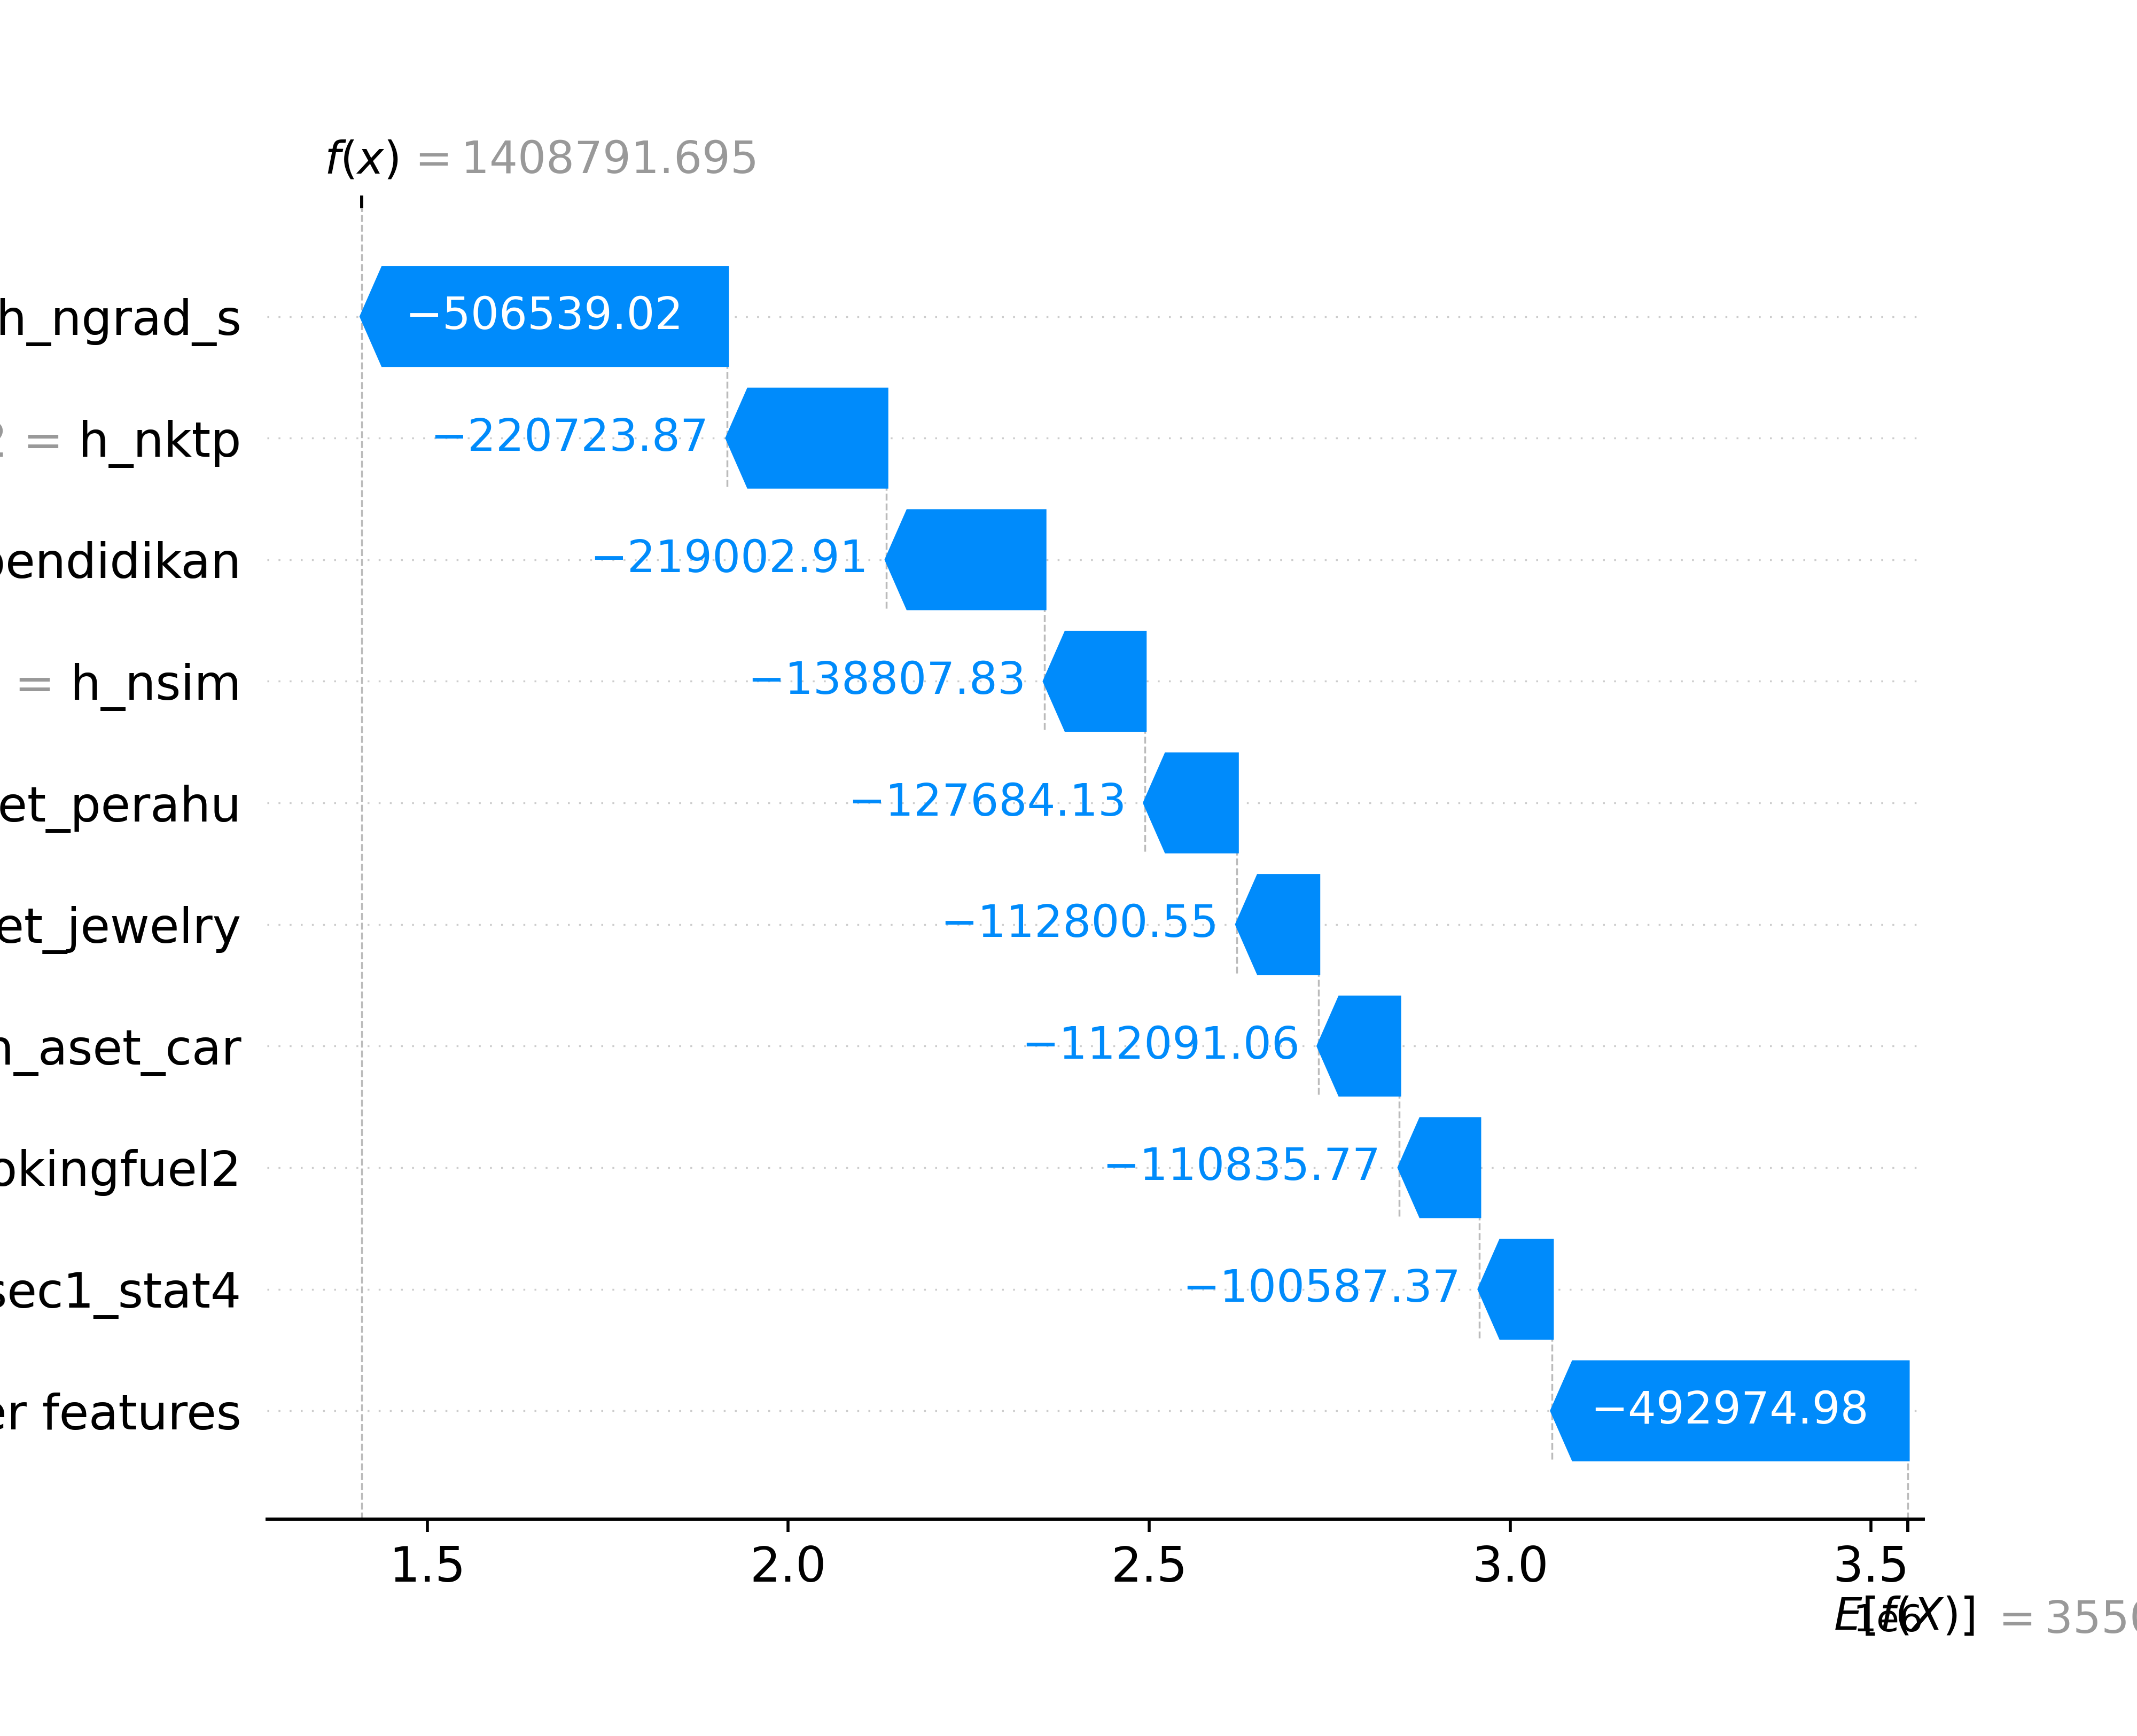 f(x) = 1408791.695
h_ngrad_s −506539.02
= h_nktp −220723.87
pendidikan −219002.91
= h_nsim −138807.83
et_perahu −127684.13
et_jewelry −112800.55
_aset_car −112091.06
okingfuel2 −110835.77
sec1_stat4 −100587.37
er features −492974.98
1.5 2.0 2.5 3.0 3.5
E[f(X)] = 355
1e6